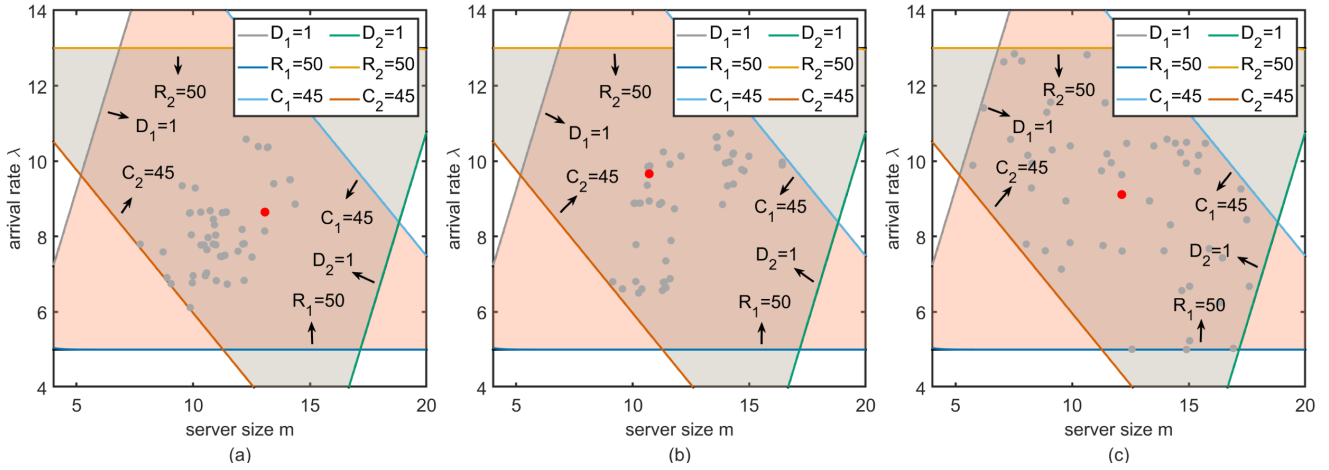 14
12
10
8
6
4
5
10
15
20
arrival rate λ
server size m
(a)
D1=1
D2=1
R1=50
R2=50
C1=45
C2=45
R2=50
D1=1
C2=45
C1=45
D2=1
R1=50
14
12
10
8
6
4
5
10
15
20
arrival rate λ
server size m
(b)
D1=1
D2=1
R1=50
R2=50
C1=45
C2=45
R2=50
D1=1
C2=45
C1=45
D2=1
R1=50
14
12
10
8
6
4
5
10
15
20
arrival rate λ
server size m
(c)
D1=1
D2=1
R1=50
R2=50
C1=45
C2=45
R2=50
D1=1
C2=45
C1=45
D2=1
R1=50